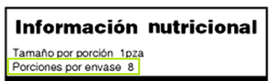 Información nutricional
Tamaño por porción 1pza
Porciones por envase 8